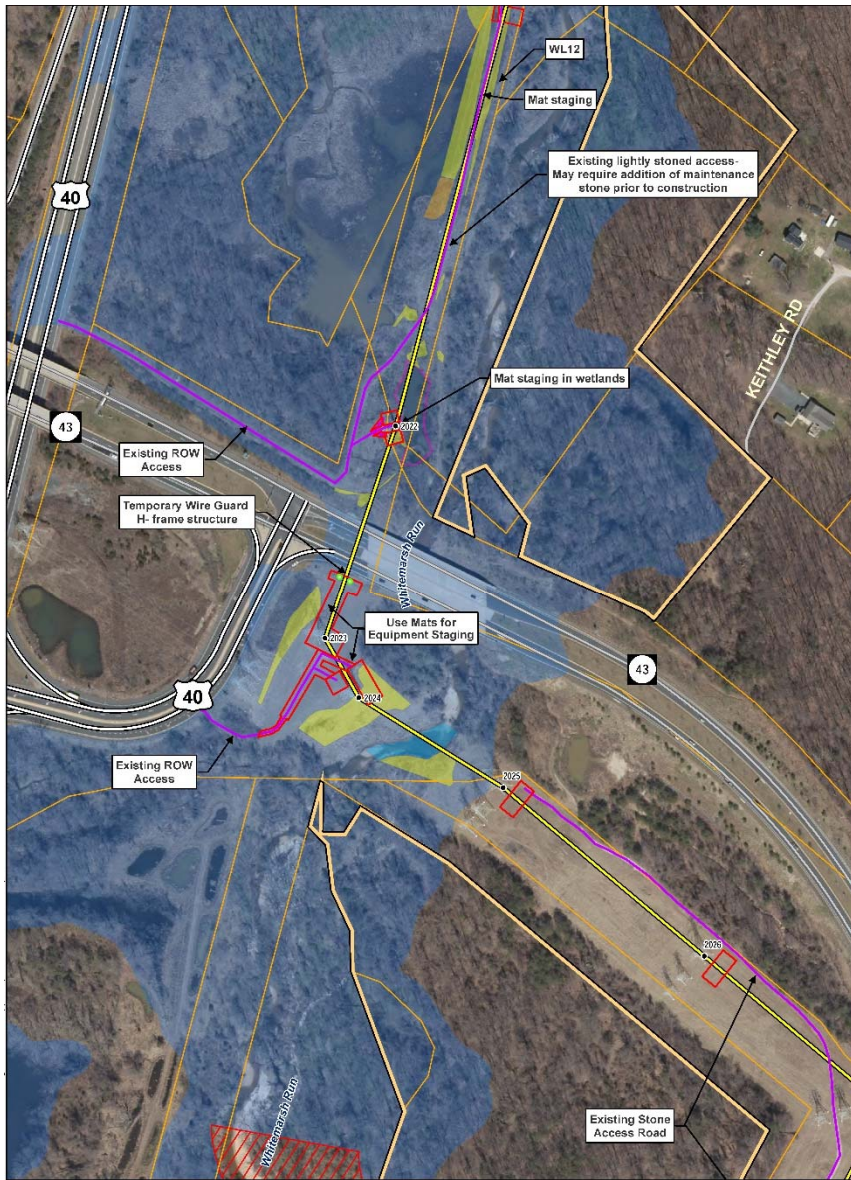 WL12
Mat staging
Existing lightly stoned access-
May require addition of maintenance
stone prior to construction
40
KEITHLEY RD
Mat staging in wetlands
2022
43
Existing ROW
Access
Temporary Wire Guard
H- frame structure
Whitemarsh Run
Use Mats for
Equipment Staging
2023
43
40
2024
Existing ROW
Access
2025
2026
Existing Stone
Access Road
Whitemarsh Run